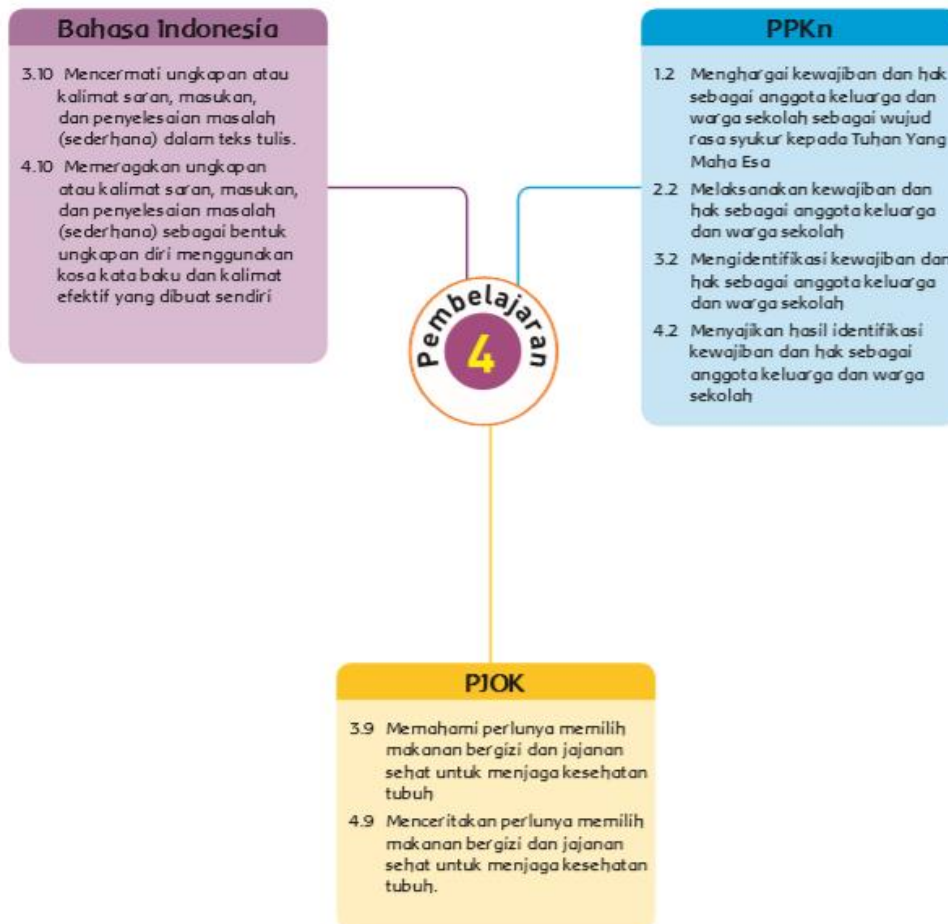 Bahasa Indonesia
3.10 Mencermati ungkapan atau
kalimat saran, masukan,
dan penyelesaian masalah
(sederhana) dalam teks tulis.
4.10 Memeragakan ungkapan
atau kalimat saran, masukan,
dan penyelesaian masalah
(sederhana) sebagai bentuk
ungkapan diri menggunakan
kosa kata baku dan kalimat
efektif yang dibuat sendiri
PPKn
1.2 Menghargai kewajiban dan hak
sebagai anggota keluarga dan
warga sekolah sebagai wujud
rasa syukur kepada Tuhan Yang
Maha Esa
2.2 Melaksanakan kewajiban dan
hak sebagai anggota keluarga
dan warga sekolah
3.2 Mengidentifikasi kewajiban dan
hak sebagai anggota keluarga
dan warga sekolah
4.2 Menyajikan hasil identifikasi
kewajiban dan hak sebagai
anggota keluarga dan warga
sekolah
Pembelajaran
4
PJOK
3.9 Memahami perlunya memilih
makanan bergizi dan jajanan
sehat untuk menjaga kesehatan
tubuh
4.9 Menceritakan perlunya memilih
makanan bergizi dan jajanan
sehat untuk menjaga kesehatan
tubuh.